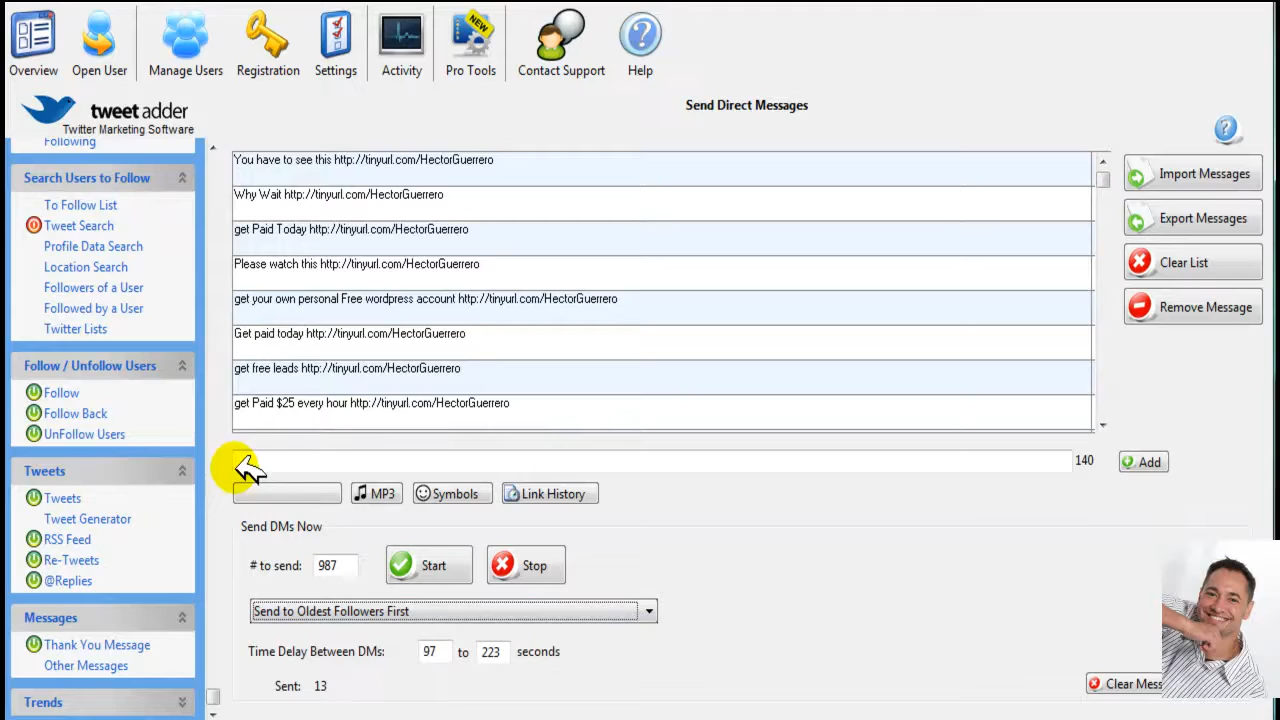 Overview
Open User
Manage Users
Registration
Settings
Activity
NEW
Pro Tools
Contact Support
Help
tweet adder
Twitter Marketing Software
Send Direct Messages
Following
Search Users to Follow
To Follow List
Tweet Search
Profile Data Search
Location Search
Followers of a User
Followed by a User
Twitter Lists
Follow / Unfollow Users
Follow
Follow Back
UnFollow Users
Tweets
Tweets
Tweet Generator
RSS Feed
Re-Tweets
@Replies
Messages
Thank You Message
Other Messages
Trends
You have to see this http://tinyurl.com/HectorGuerrero
Why Wait http://tinyurl.com/HectorGuerrero
get Paid Today http://tinyurl.com/HectorGuerrero
Please watch this http://tinyurl.com/HectorGuerrero
get your own personal Free wordpress account http://tinyurl.com/HectorGuerrero
Get paid today http://tinyurl.com/HectorGuerrero
get free leads http://tinyurl.com/HectorGuerrero
get Paid $25 every hour http://tinyurl.com/HectorGuerrero
Import Messages
Export Messages
Clear List
Remove Message
140
Add
MP3
Symbols
Link History
Send DMs Now
# to send: 987
Start
Stop
Send to Oldest Followers First
Time Delay Between DMs: 97 to 223 seconds
Sent: 13
Clear Mess